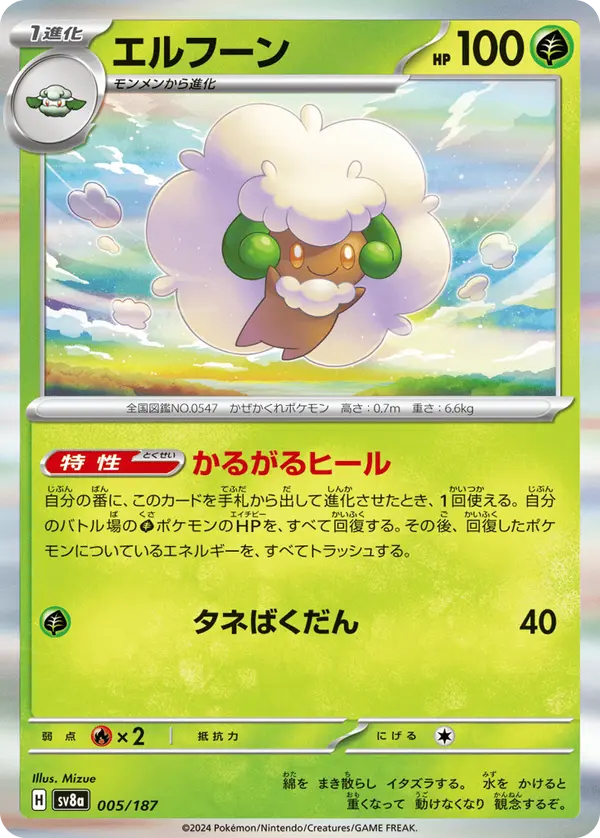 1進化
エルフーン
HP 100
モンメンから進化
全国図鑑NO.0547 かぜかくれポケモン 高さ:0.7m 重さ:6.6kg
特性 とくせい かるがるヒール
自分の番に、このカードを手札から出して進化させたとき、1回使える。自分
のバトル場のポケモンのHPを、すべて回復する。その後、回復したポケ
モンについているエネルギーを、すべてトラッシュする。
タネばくだん 40
弱点 ×2 抵抗力 にげる
Illus. Mizue
綿を まき散らし イタズラする。 水を かけると
重くなって 動けなくなり 観念するぞ。
H sv8a 005/187
©2024 Pokémon/Nintendo/Creatures/GAME FREAK.